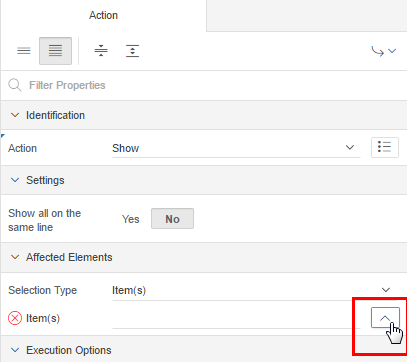 Action
Filter Properties
Identification
Action Show
Settings
Show all on the
same line Yes No
Affected Elements
Selection Type Item(s)
Item(s)
Execution Options